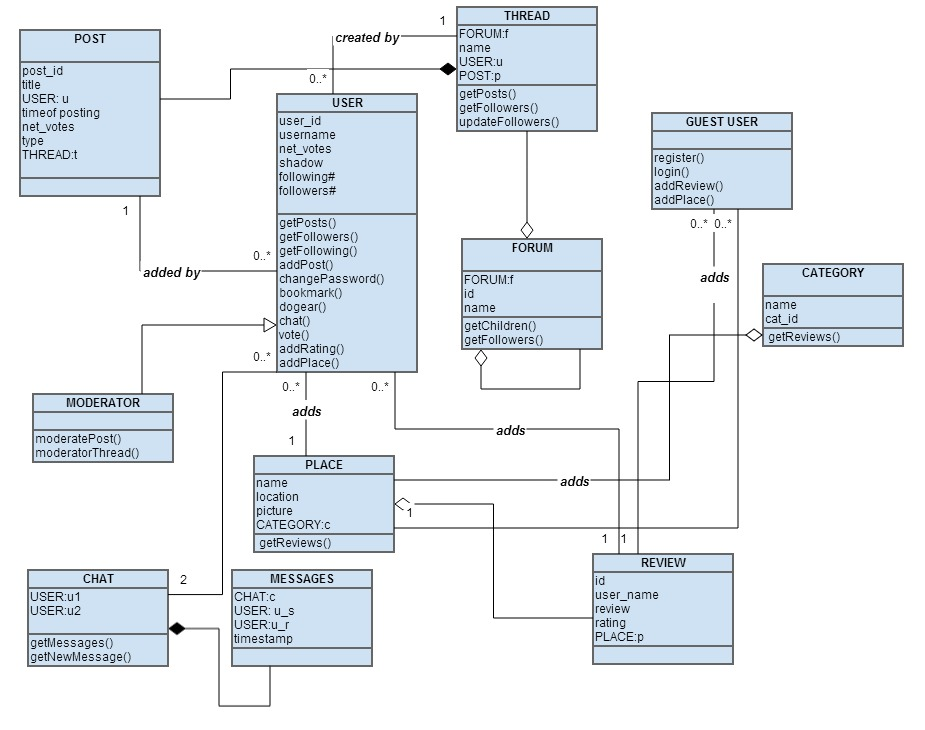 POST
post_id
title
USER: u
timeof posting
net_votes
type
THREAD:t
1
added by
0..*
created by
1
0..*
THREAD
FORUM:f
name
USER:u
POST:p
getPosts()
getFollowers()
updateFollowers()
USER
user_id
username
net_votes
shadow
following#
followers#
getPosts()
getFollowers()
getFollowing()
addPost()
changePassword()
bookmark()
dogear()
chat()
vote()
addRating()
addPlace()
GUEST USER
register()
login()
addReview()
addPlace()
0..*
0..*
adds
FORUM
FORUM:f
id
name
getChildren()
getFollowers()
CATEGORY
name
cat_id
getReviews()
MODERATOR
moderatePost()
moderatorThread()
0..*
0..*
adds
1
0..*
adds
adds
PLACE
name
location
picture
CATEGORY:c
getReviews()
1
1
1
REVIEW
id
user_name
review
rating
PLACE:p
CHAT
USER:u1
USER:u2
getMessages()
getNewMessage()
2
MESSAGES
CHAT:c
USER: u_s
USER:u_r
timestamp